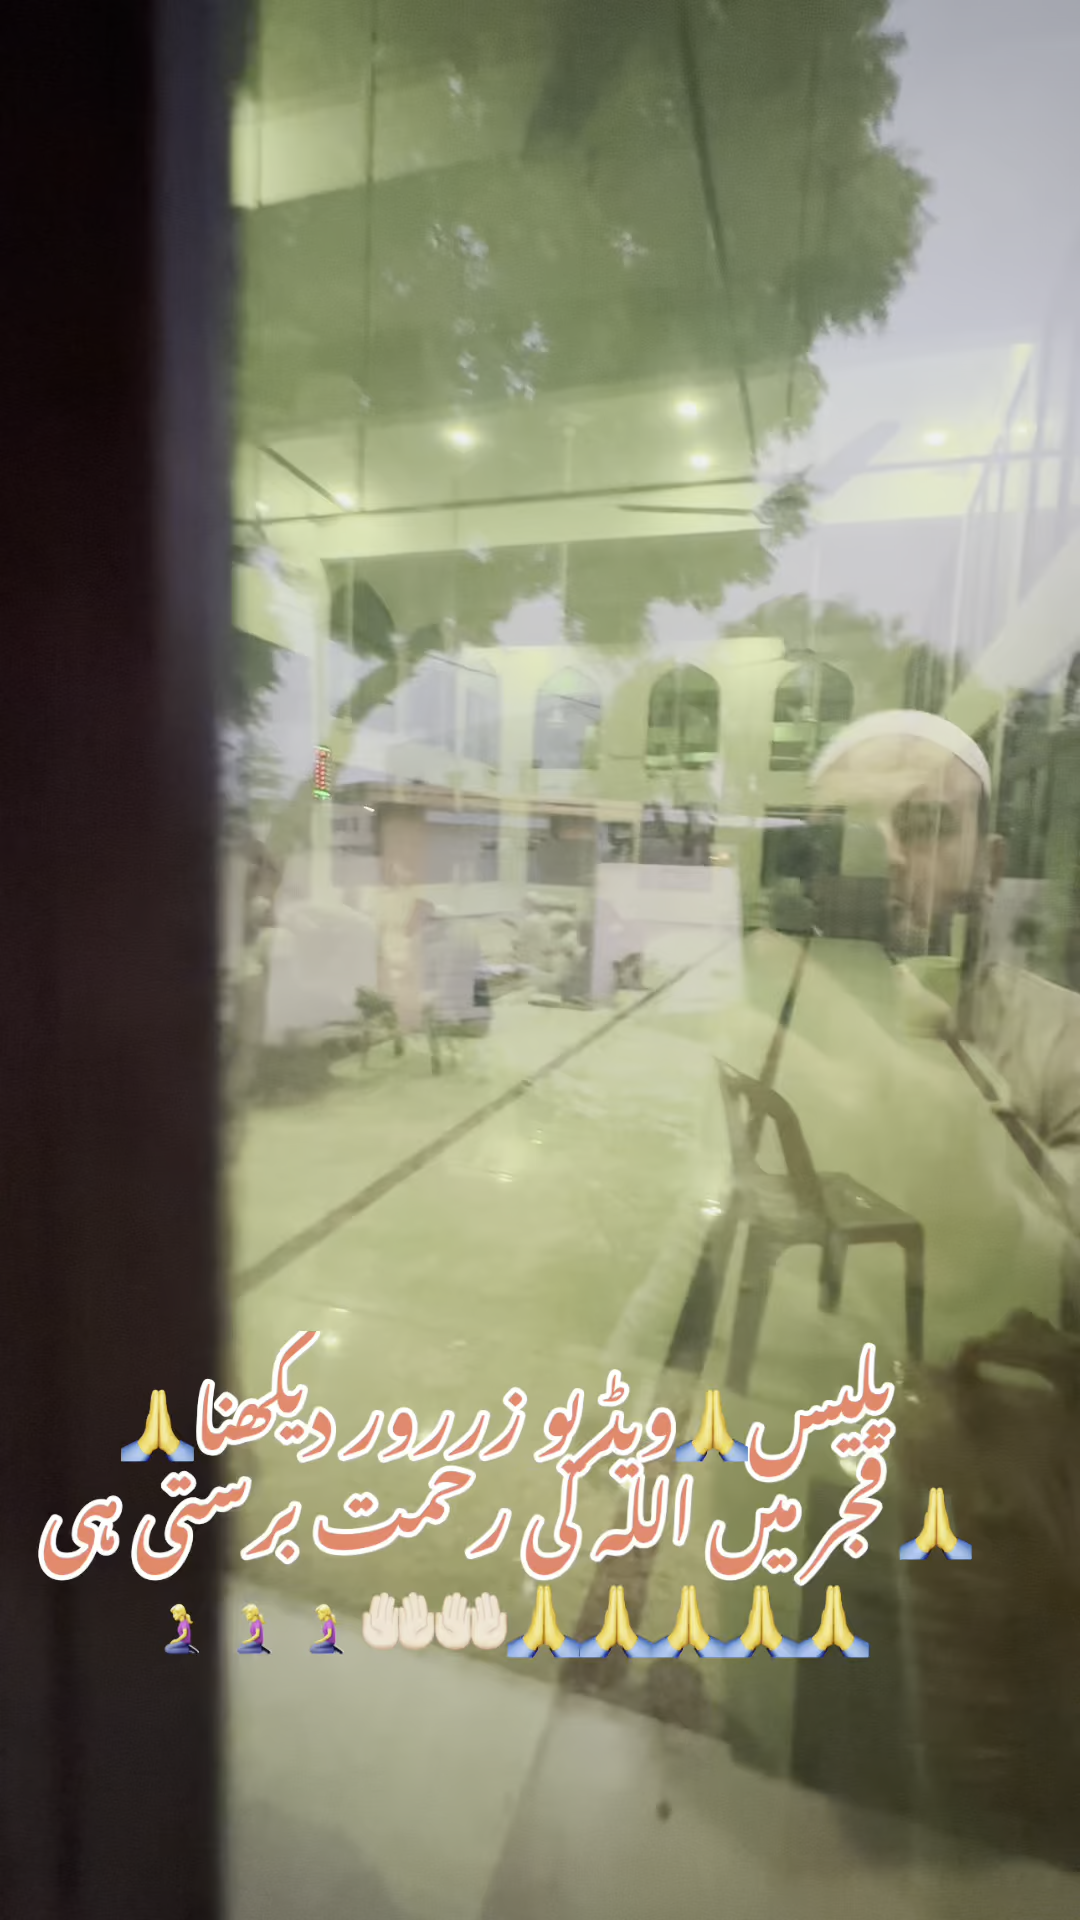 پلیس🙏ویڈیو زررور دیکھنا🙏
🙏 فجر میں اللہ کی رحمت برستی ہی
🙏🙏🙏🙏🙏🤲🏻🤲🏻🧎‍♀️🧎‍♀️🧎‍♀️